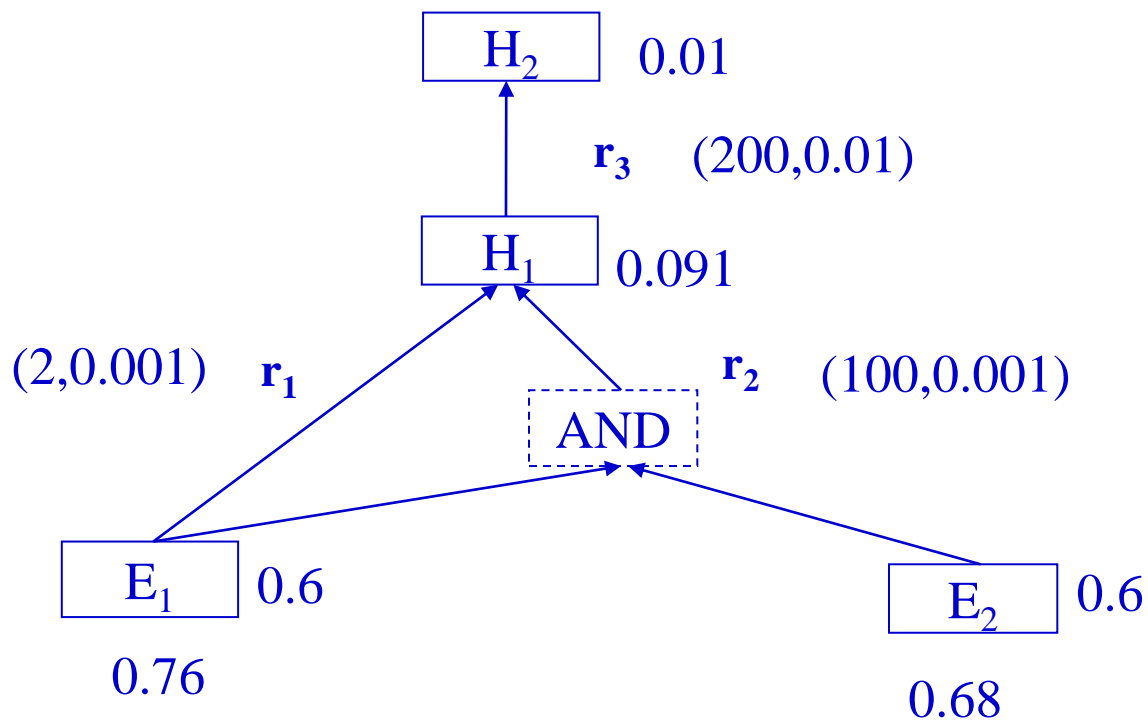 H₂ 0.01
r₃ (200,0.01)
H₁ 0.091
(2,0.001) r₁ r₂ (100,0.001)
AND
E₁ 0.6 E₂ 0.6
0.76 0.68